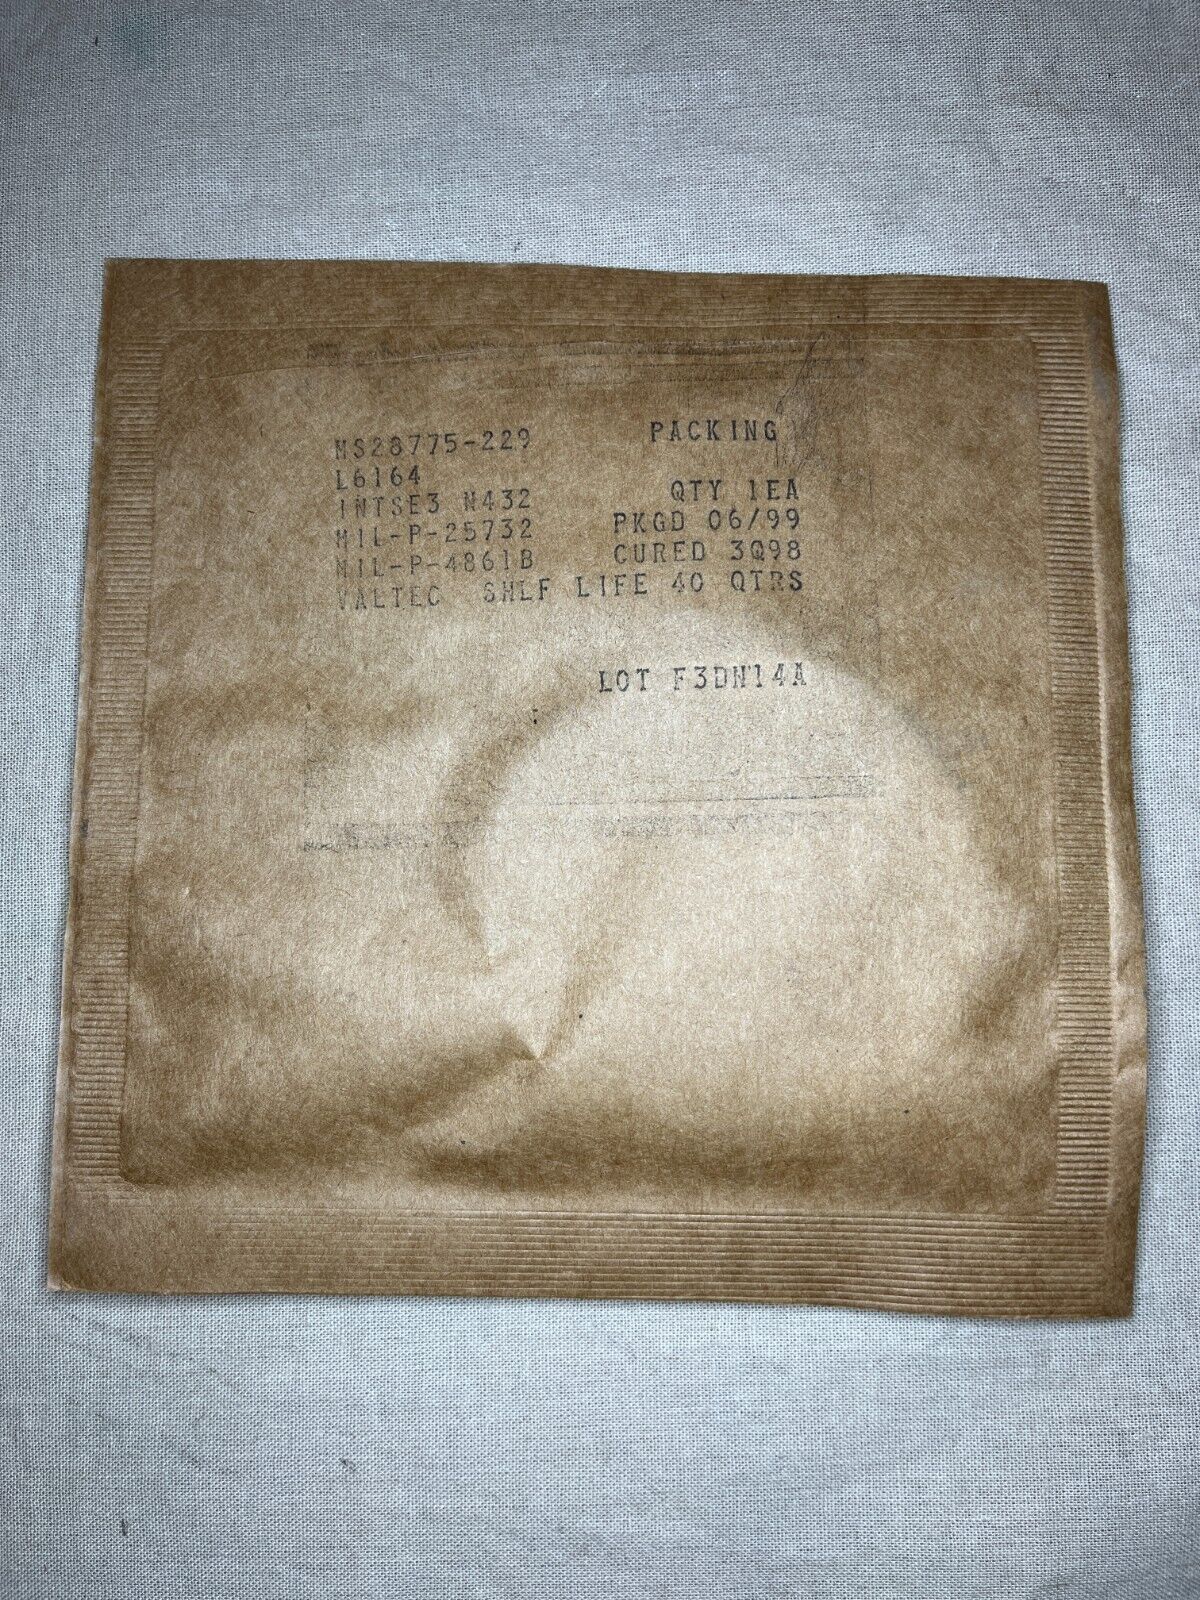 MS28775-229 PACKING
L6164
INTSE3 N432 QTY 1EA
MIL-P-25732 PKGD 06/99
MIL-P-4861B CURED 3Q98
VALTEC SHLF LIFE 40 QTRS
LOT F3DN14A